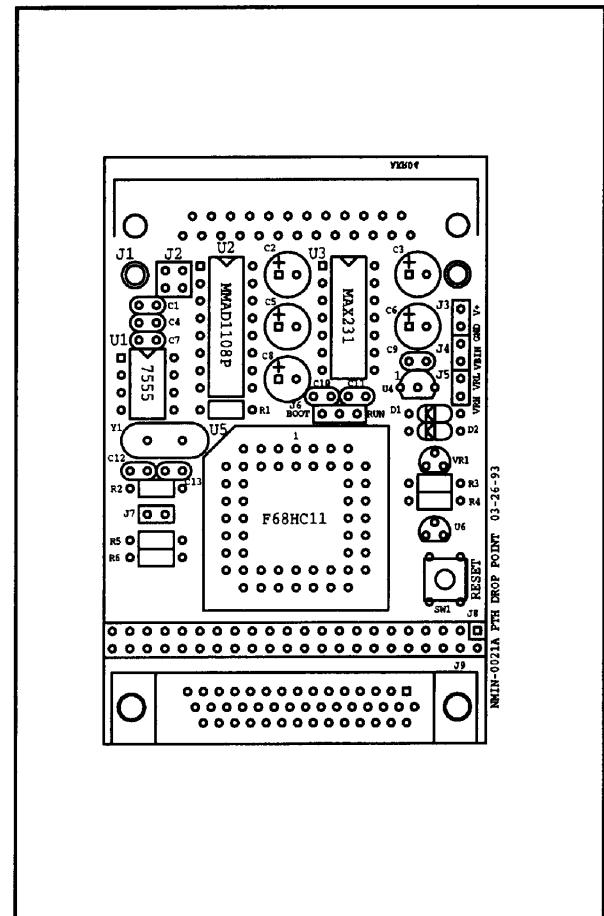 J1
J2
U2
C2
U3
C3
C1
C4
C7
U1
7555
MMAD1108P
C5
C8
MAX231
C6
C9
J3
V+
GND
J4
VRIN
J5
VRL
VRH
U4
1
C10
C11
J6
BOOT
RUN
R1
D1
D2
Y1
U5
1
C12
C13
R2
J7
R5
R6
F68HC11
VR1
R3
R4
U6
RESET
SW1
J8
J9
NMIN-0021A PTH DROP POINT 03-26-93